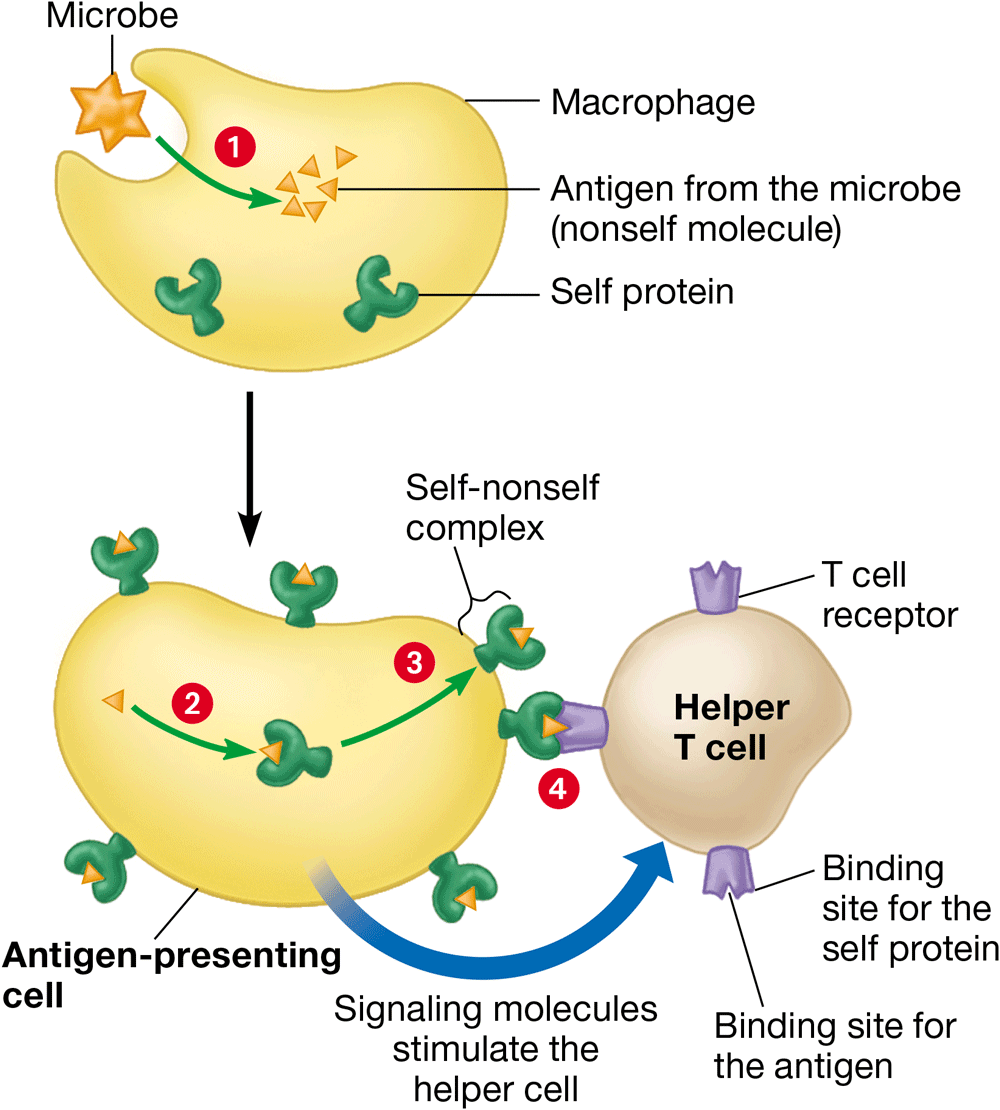 Microbe
Macrophage
1
Antigen from the microbe
(nonself molecule)
Self protein
Self-nonself
complex
T cell
receptor
3
2
Helper
T cell
4
Binding
site for the
self protein
Antigen-presenting
cell
Signaling molecules
stimulate the
helper cell
Binding site for
the antigen